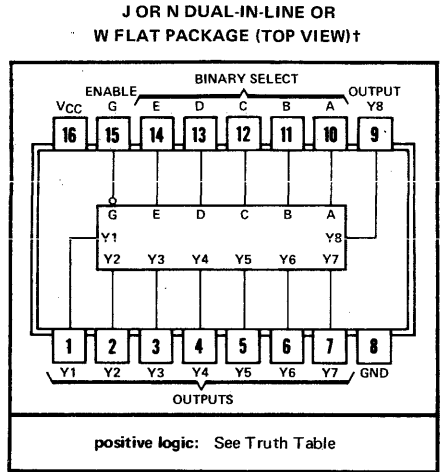 J OR N DUAL-IN-LINE OR
W FLAT PACKAGE (TOP VIEW)†
BINARY SELECT
ENABLE OUTPUT
VCC G E D C B A Y8
16 15 14 13 12 11 10 9
G E D C B A
Y1 Y8
Y2 Y3 Y4 Y5 Y6 Y7
1 2 3 4 5 6 7 8
Y1 Y2 Y3 Y4 Y5 Y6 Y7 GND
OUTPUTS
positive logic: See Truth Table